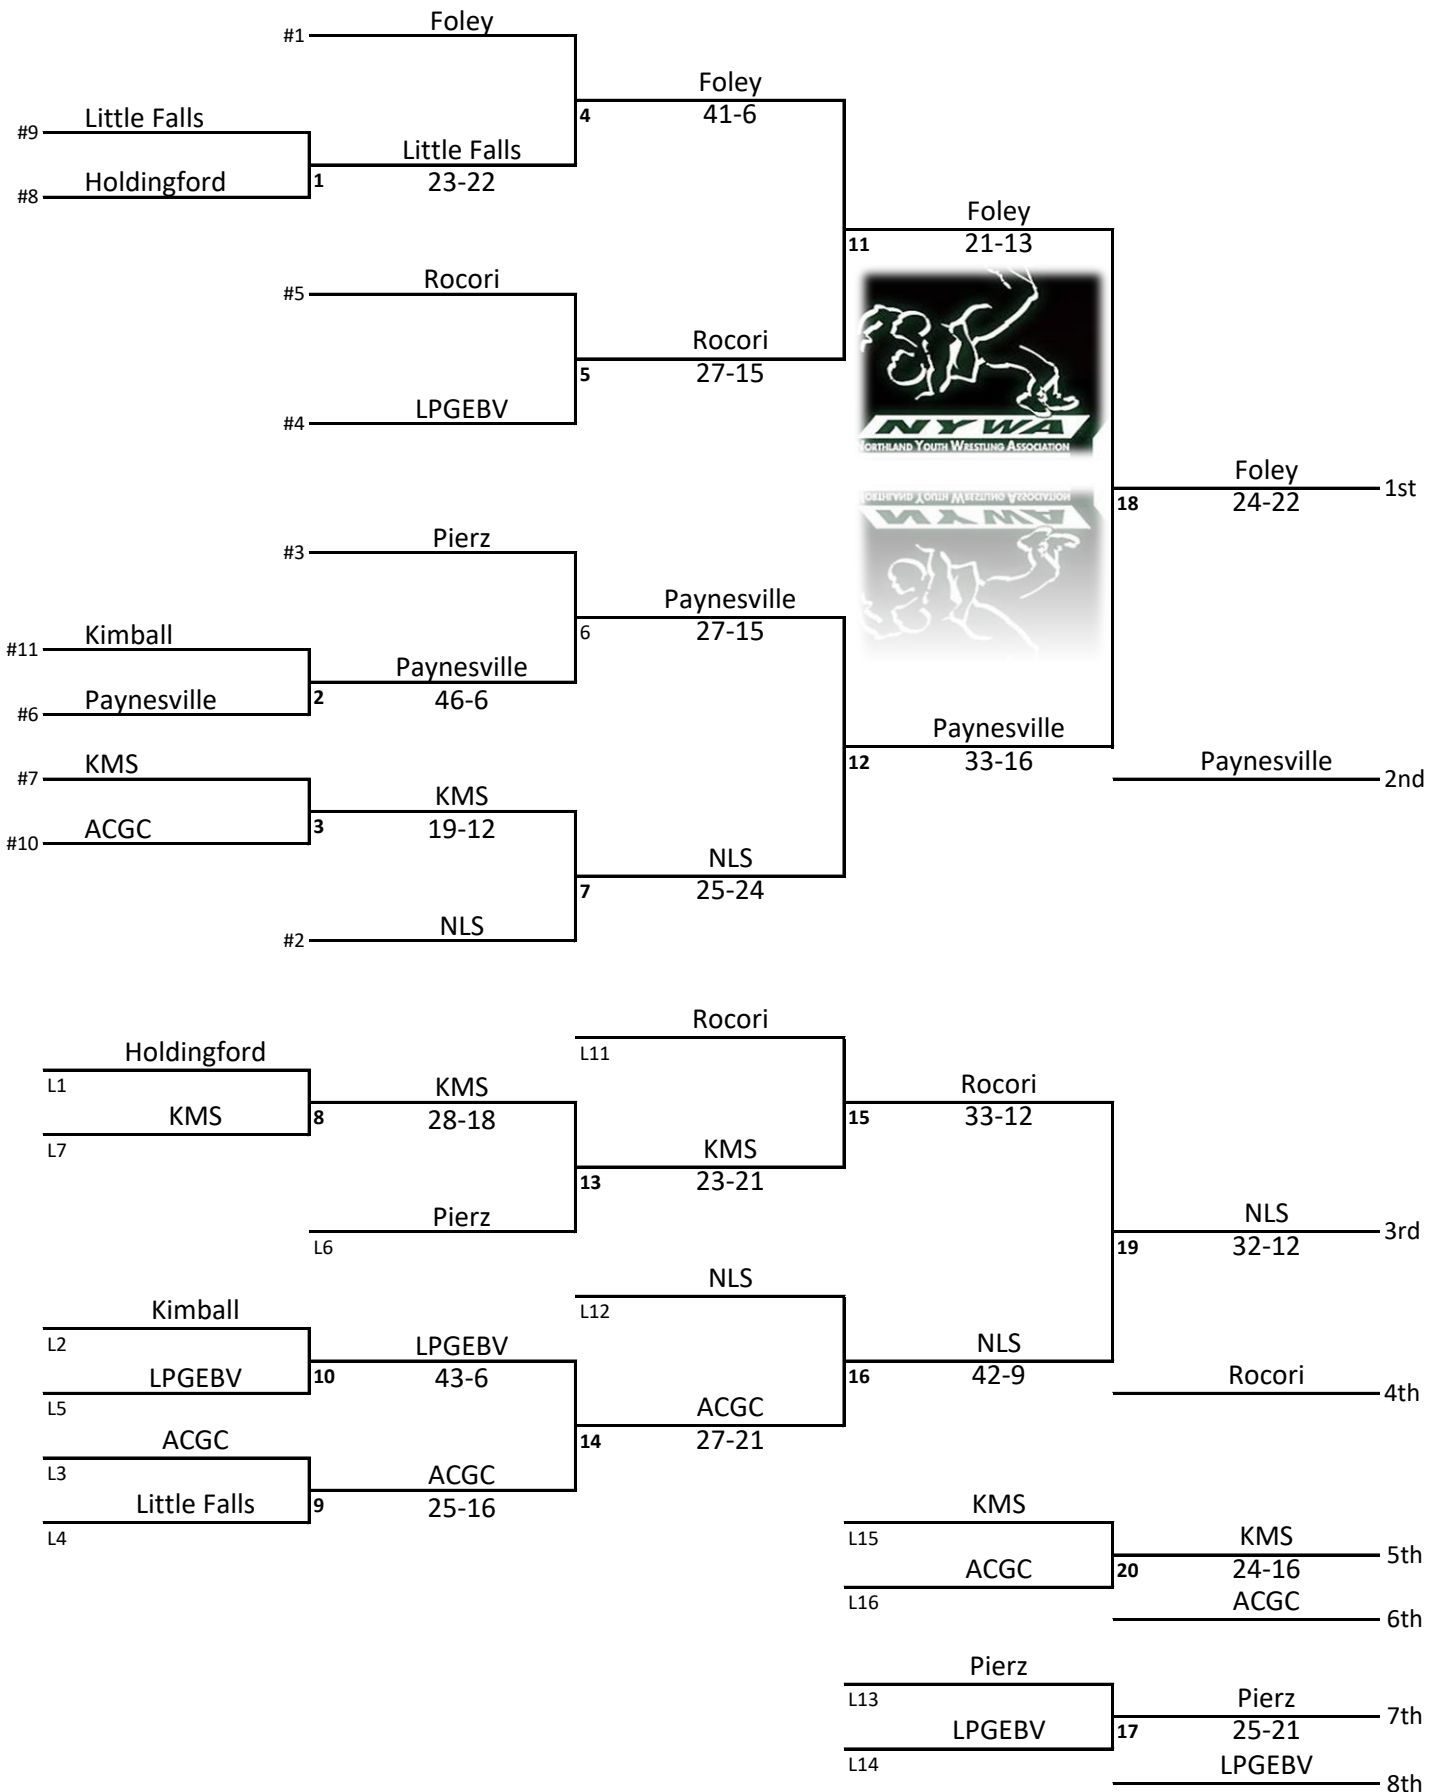 Foley
#1
Foley
41-6
4
Little Falls
#9
Little Falls
23-22
Holdingford
#8
1
Foley
21-13
11
Rocori
#5
Rocori
27-15
5
LPGEBV
#4
NYWA
NORTHLAND YOUTH WRESTLING ASSOCIATION
Foley
24-22
1st
18
Pierz
#3
Paynesville
27-15
6
Kimball
#11
Paynesville
46-6
Paynesville
#6
2
Paynesville
33-16
12
Paynesville
2nd
KMS
#7
KMS
19-12
ACGC
#10
3
NLS
25-24
7
NLS
#2
Rocori
L11
Holdingford
L1
KMS
28-18
KMS
L7
8
Rocori
33-12
15
KMS
23-21
13
Pierz
L6
NLS
32-12
3rd
19
NLS
L12
Kimball
L2
LPGEBV
43-6
LPGEBV
L5
10
NLS
42-9
16
Rocori
4th
ACGC
27-21
14
ACGC
L3
ACGC
25-16
Little Falls
L4
9
KMS
L15
KMS
24-16
5th
ACGC
L16
20
ACGC
6th
Pierz
L13
Pierz
25-21
7th
LPGEBV
L14
17
LPGEBV
8th